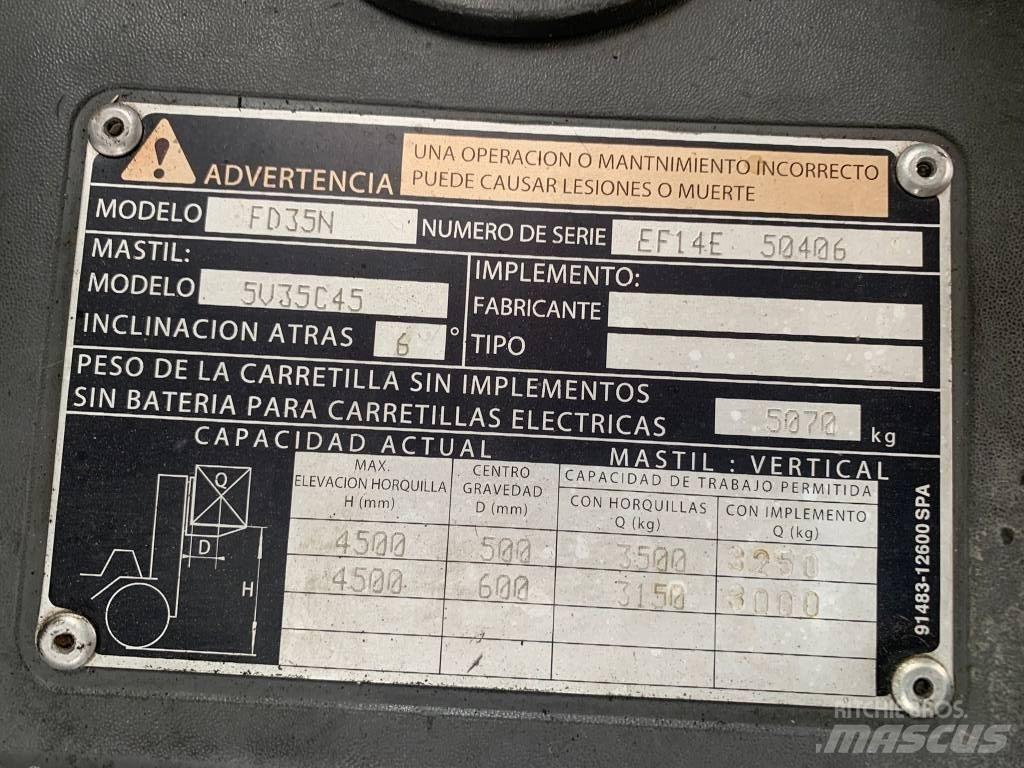 UNA OPERACION O MANTNIMIENTO INCORRECTO
ADVERTENCIA PUEDE CAUSAR LESIONES O MUERTE
MODELO FD35N NUMERO DE SERIE EF14E 50406
MASTIL: IMPLEMENTO:
MODELO 5V35C45 FABRICANTE
INCLINACION ATRAS 6° TIPO
PESO DE LA CARRETILLA SIN IMPLEMENTOS
SIN BATERIA PARA CARRETILLAS ELECTRICAS 5070 kg
CAPACIDAD ACTUAL MASTIL : VERTICAL
MAX. CENTRO CAPACIDAD DE TRABAJO PERMITIDA
ELEVACION HORQUILLA GRAVEDAD CON HORQUILLAS CON IMPLEMENTO
H (mm) D (mm) Q (kg) Q (kg)
4500 500 3500 3250
4500 600 3150 3000
Q
D
H
91483-12600 SPA
RITCHIE BROS.
MASCUS